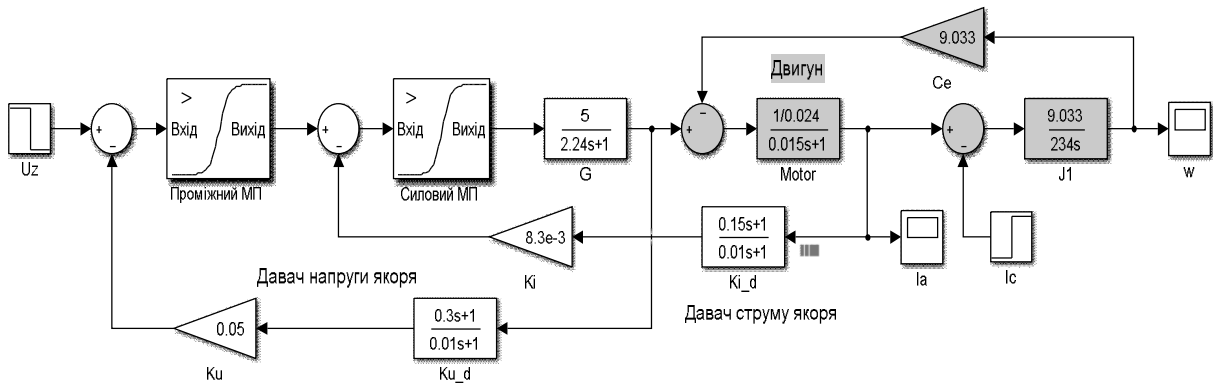 9.033
Ce
Двигун
Uz
+
−
>
Вхід
Вихід
Проміжний МП
+
−
>
Вхід
Вихід
Силовий МП
5
2.24s+1
G
−
+
1/0.024
0.015s+1
Motor
+
−
9.033
234s
J1
w
8.3e-3
Ki
0.15s+1
0.01s+1
Ki_d
Ia
Ic
Давач напруги якоря
Давач струму якоря
0.05
Ku
0.3s+1
0.01s+1
Ku_d